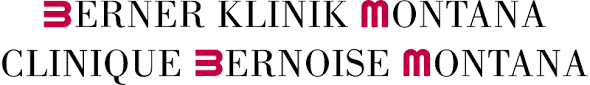 BERNER KLINIK MONTANA
CLINIQUE BERNOISE MONTANA